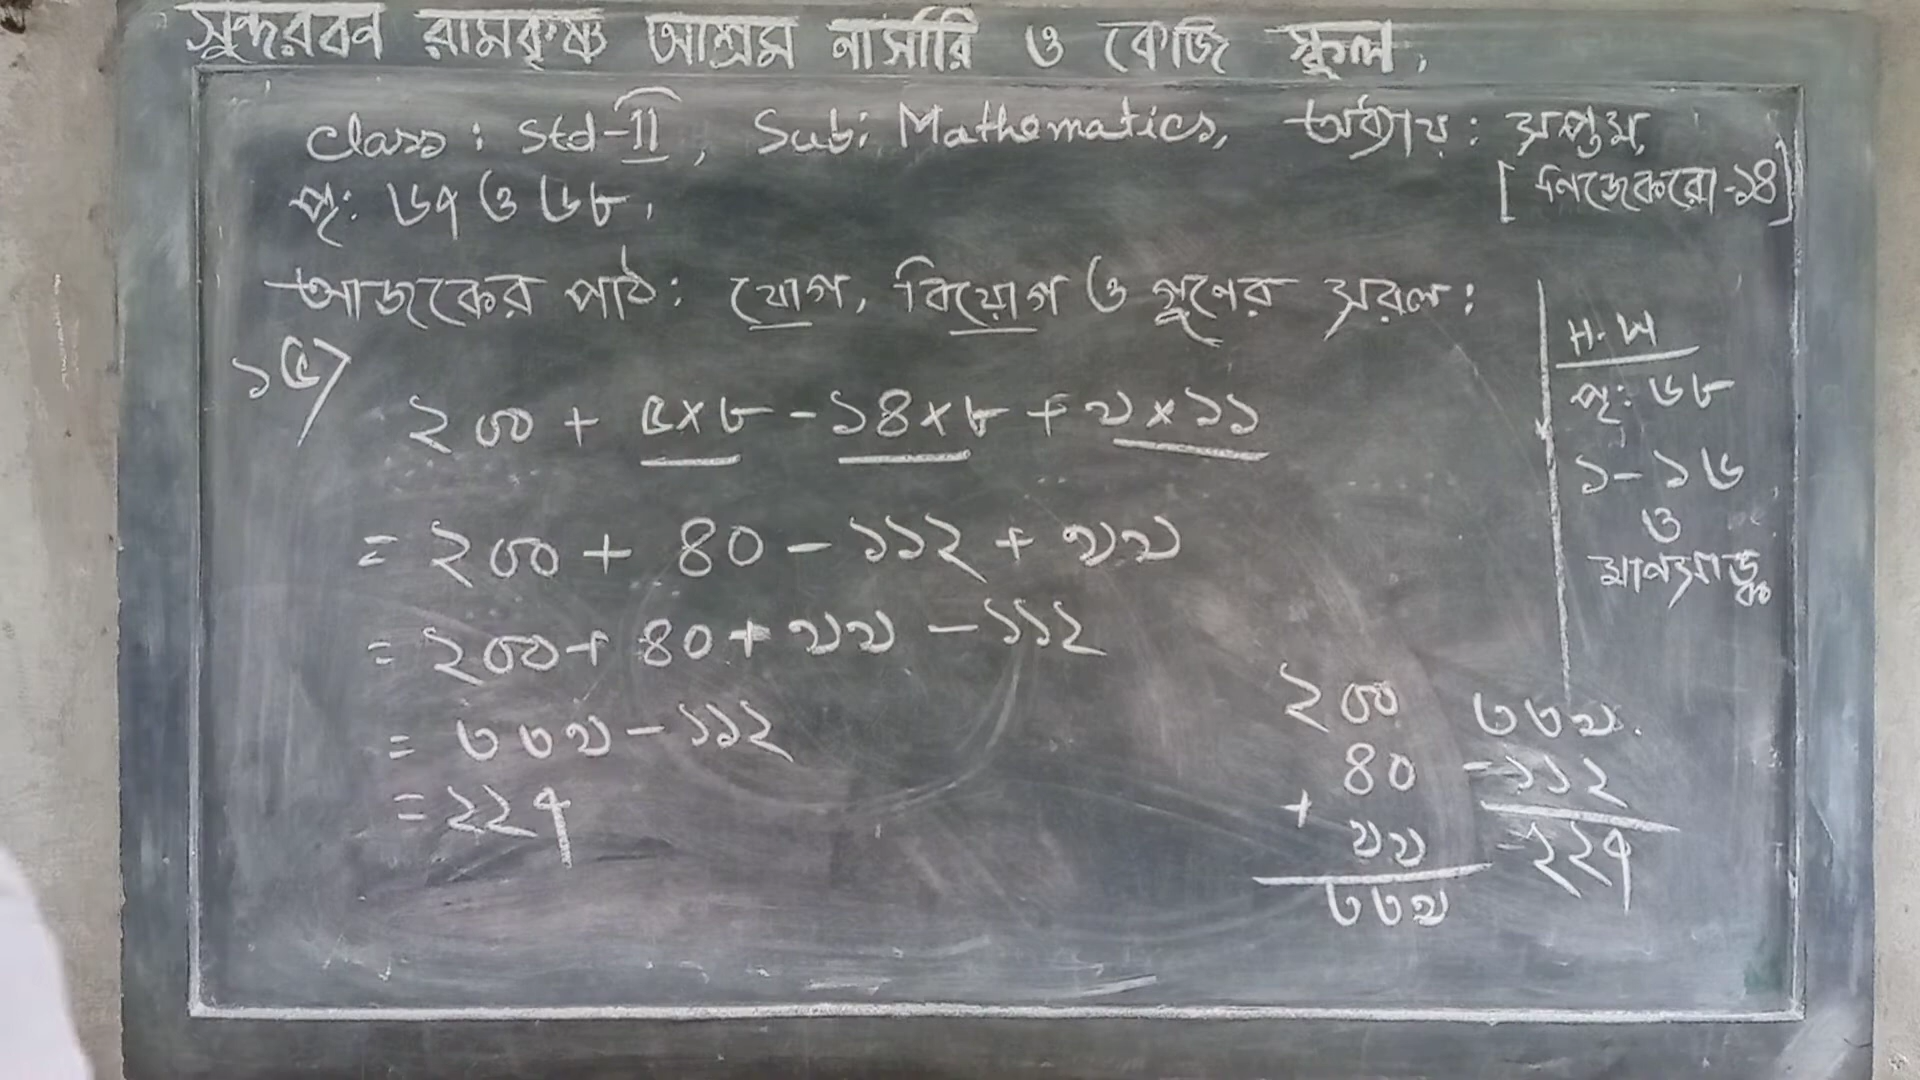 সুন্দরবন রামকৃষ্ণ আশ্রম নার্সারি ও কেজি স্কুল,
Class : Std-II, Sub: Mathematics, অধ্যায় : সপ্তম,
[নিজেকরো-১৪]
পৃ: ৬৭ ও ৬৮,
আজকের পাঠ: যোগ, বিয়োগ ও গুণের সরল :
১৫)
২০০ + ৫×৮ - ১৪×৮ + ৯×১১
= ২০০ + ৪০ - ১১২ + ৯৯
= ২০০ + ৪০ + ৯৯ - ১১২
= ৩৩৯ - ১১২
= ২২৭
H.W
পৃ: ৬৮
১-১৬
ও
মানসাঙ্ক
২০০
৪০
+
৯৯
৩৩৯
৩৩৯
-১১২
২২৭